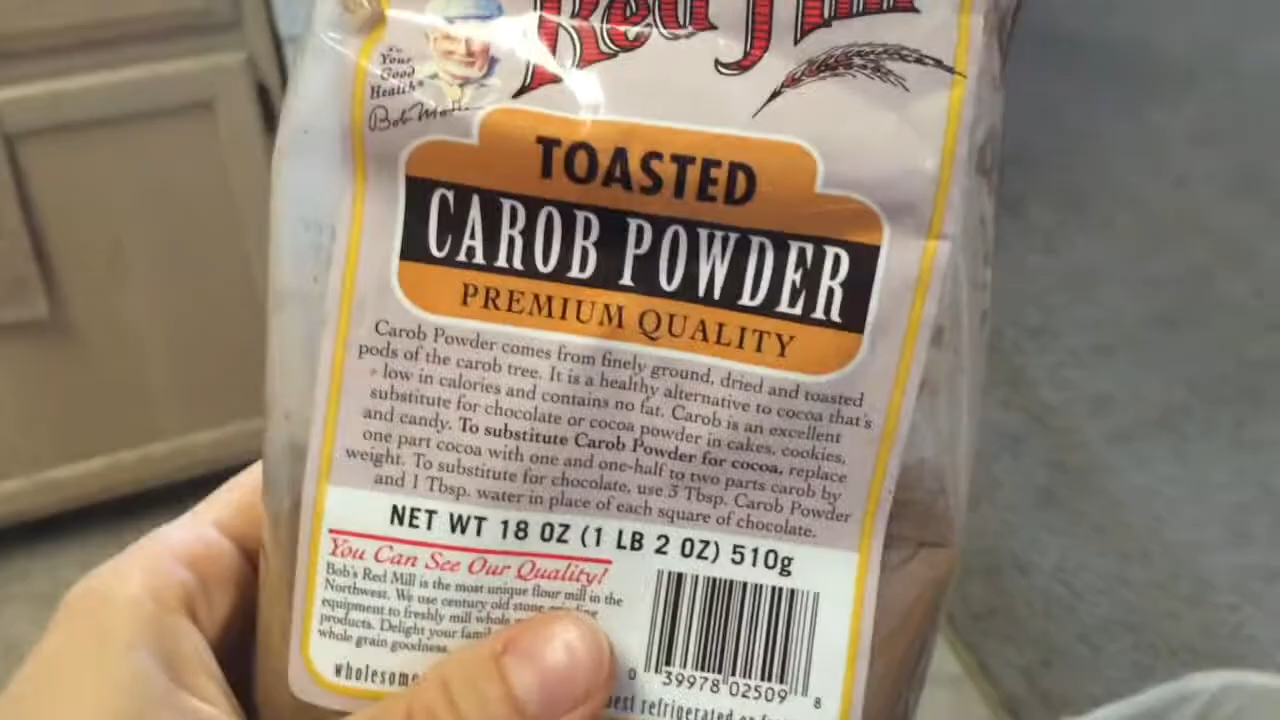 Red Mill
To
Your
Good
Health®
Bob Moore
TOASTED
CAROB POWDER
PREMIUM QUALITY
Carob Powder comes from finely ground, dried and toasted
pods of the carob tree. It is a healthy alternative to cocoa that's
low in calories and contains no fat. Carob is an excellent
substitute for chocolate or cocoa powder in cakes, cookies,
and candy. To substitute Carob Powder for cocoa, replace
one part cocoa with one and one-half to two parts carob by
weight. To substitute for chocolate, use 3 Tbsp. Carob Powder
and 1 Tbsp. water in place of each square of chocolate.
NET WT 18 OZ (1 LB 2 OZ) 510g
You Can See Our Quality!
Bob's Red Mill is the most unique flour mill in the
Northwest. We use century old stone
equipment to freshly mill whole
products. Delight your
whole grain goodness.
0 39978 02509 8
refrigerated or